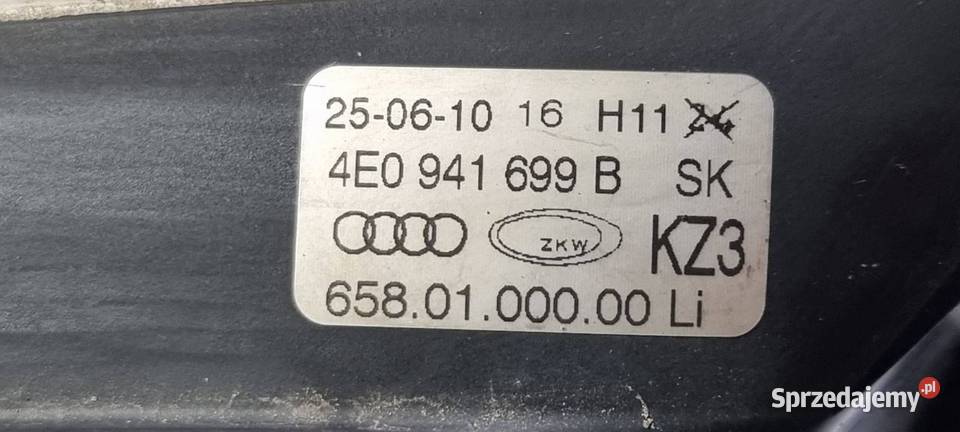 25-06-10 16 H11
4E0 941 699 B SK
ZKW KZ3
658.01.000.00 Li
Sprzedajemy.pl